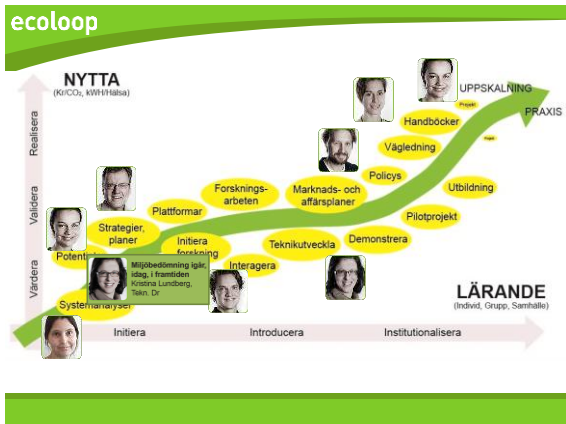 ecoloop
NYTTA
(Kr/CO₂, kWh/Hälsa)
UPPSKALNING
PRAXIS
Projekt
Handböcker
Vägledning
Policys
Utbildning
Pilotprojekt
Demonstrera
Marknads- och
affärsplaner
Teknikutveckla
Forsknings-
arbeten
Plattformar
Initiera
forskning
Interagera
Strategier,
planer
Miljöbedömning igår,
idag, i framtiden
Kristina Lundberg,
Tekn. Dr
Systemanalyser
Realisera
Validera
Värdera
LÄRANDE
(Individ, Grupp, Samhälle)
Initiera
Introducera
Institutionalisera